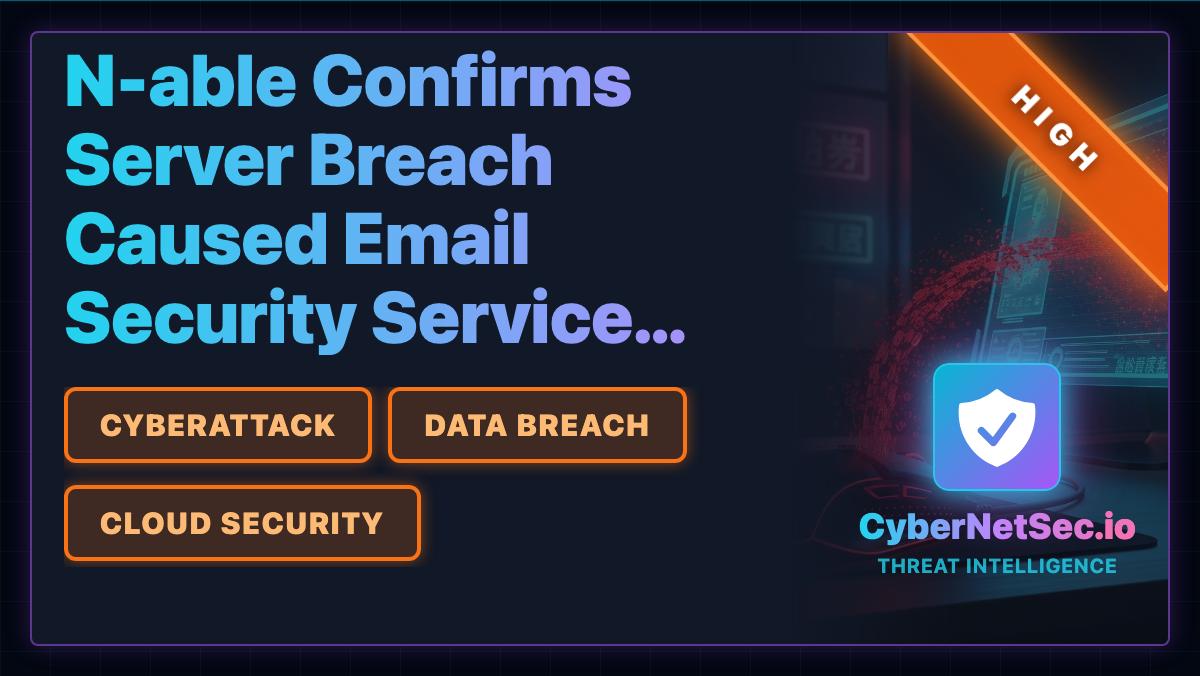 N-able Confirms
Server Breach
Caused Email
Security Service...
HIGH
CYBERATTACK
DATA BREACH
CLOUD SECURITY
CyberNetSec.io
THREAT INTELLIGENCE